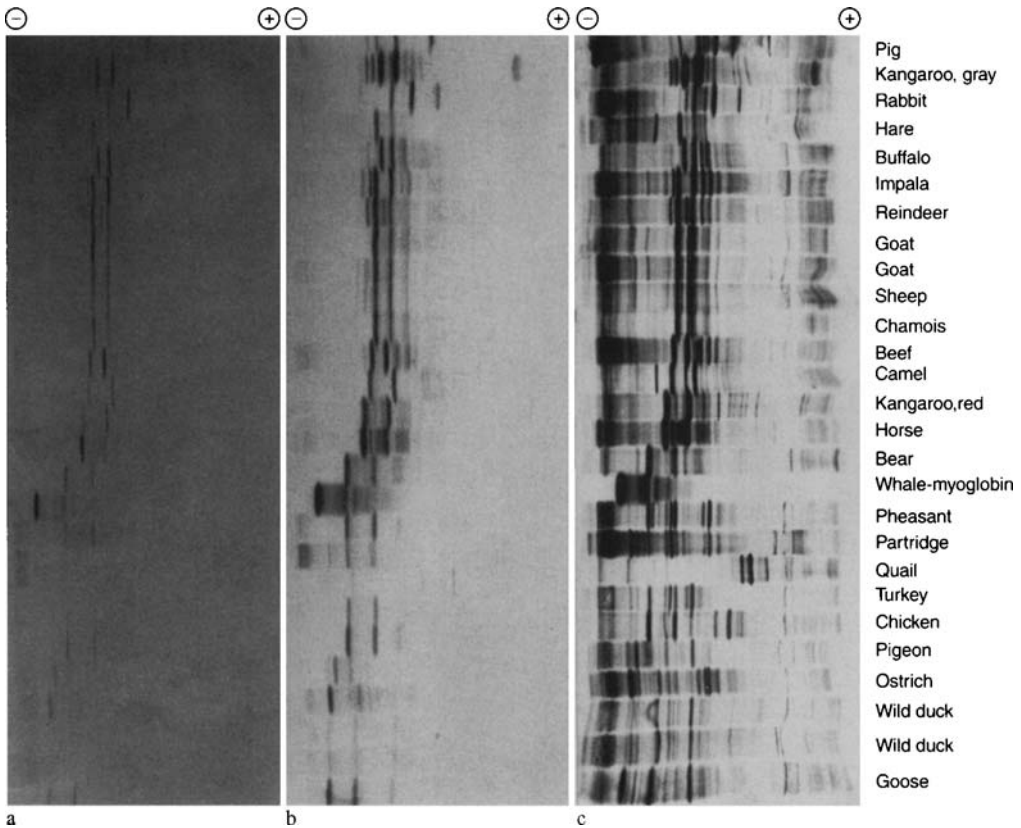 − + − + − +
Pig
Kangaroo, gray
Rabbit
Hare
Buffalo
Impala
Reindeer
Goat
Goat
Sheep
Chamois
Beef
Camel
Kangaroo,red
Horse
Bear
Whale-myoglobin
Pheasant
Partridge
Quail
Turkey
Chicken
Pigeon
Ostrich
Wild duck
Wild duck
Goose
a b c